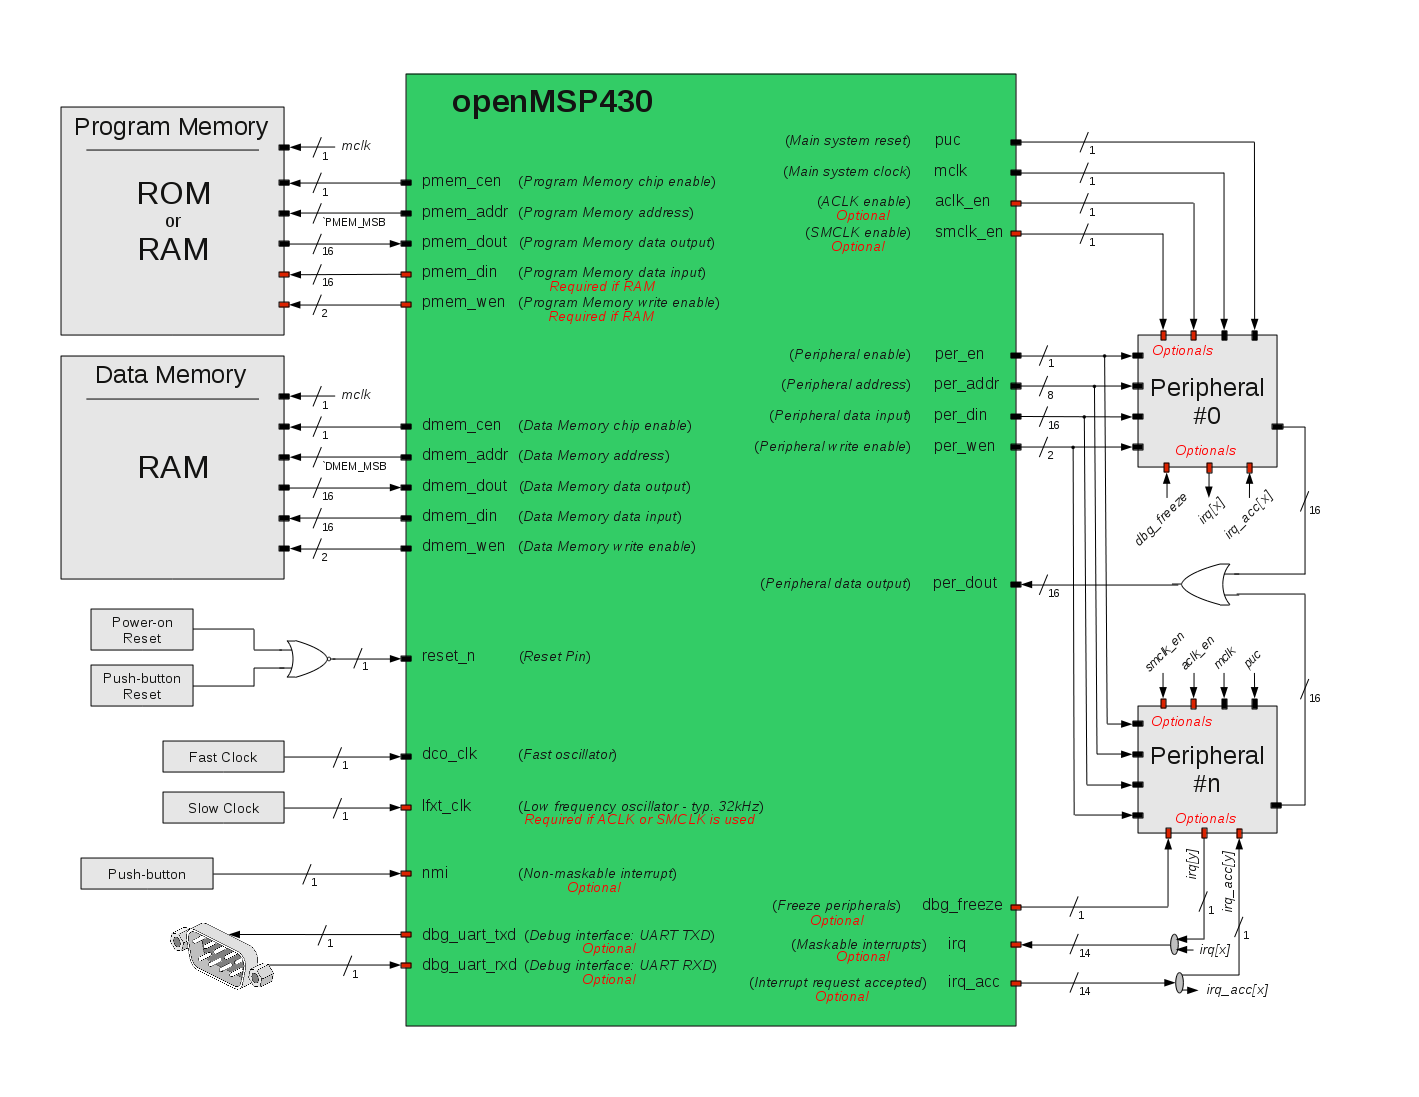 openMSP430
Program Memory
ROM
or
RAM
mclk
1
1
`PMEM_MSB
16
16
2
pmem_cen (Program Memory chip enable)
pmem_addr (Program Memory address)
pmem_dout (Program Memory data output)
pmem_din (Program Memory data input)
Required if RAM
pmem_wen (Program Memory write enable)
Required if RAM
Data Memory
RAM
mclk
1
1
`DMEM_MSB
16
16
2
dmem_cen (Data Memory chip enable)
dmem_addr (Data Memory address)
dmem_dout (Data Memory data output)
dmem_din (Data Memory data input)
dmem_wen (Data Memory write enable)
Power-on
Reset
Push-button
Reset
1
reset_n (Reset Pin)
Fast Clock
1
dco_clk (Fast oscillator)
Slow Clock
1
lfxt_clk (Low frequency oscillator - typ. 32kHz)
Required if ACLK or SMCLK is used
Push-button
1
nmi (Non-maskable interrupt)
Optional
1
dbg_uart_txd (Debug interface: UART TXD)
Optional
1
dbg_uart_rxd (Debug interface: UART RXD)
Optional
(Main system reset) puc
1
(Main system clock) mclk
1
(ACLK enable) aclk_en
Optional
1
(SMCLK enable) smclk_en
Optional
1
(Peripheral enable) per_en
1
(Peripheral address) per_addr
8
(Peripheral data input) per_din
16
(Peripheral write enable) per_wen
2
Optionals
Peripheral
#0
Optionals
dbg_freeze
irq[x]
irq_acc[x]
16
(Peripheral data output) per_dout
16
smclk_en
aclk_en
mclk
puc
16
Optionals
Peripheral
#n
Optionals
irq[y]
irq_acc[y]
1
1
(Freeze peripherals) dbg_freeze
Optional
1
(Maskable interrupts) irq
Optional
14
irq[x]
(Interrupt request accepted) irq_acc
Optional
14
irq_acc[x]